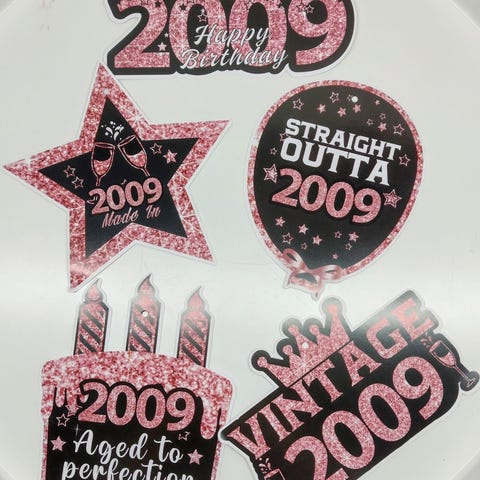 2009
Happy
Birthday
2009
Made In
STRAIGHT
OUTTA
2009
2009
Aged to
perfection
VINTAGE
2009